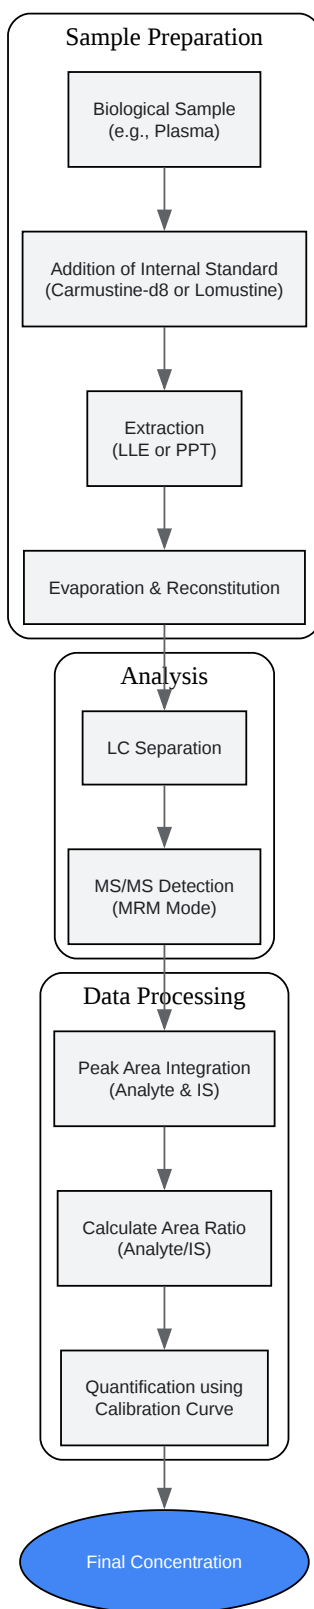 Sample Preparation
Biological Sample
(e.g., Plasma)
Addition of Internal Standard
(Carmustine-d8 or Lomustine)
Extraction
(LLE or PPT)
Evaporation & Reconstitution
Analysis
LC Separation
MS/MS Detection
(MRM Mode)
Data Processing
Peak Area Integration
(Analyte & IS)
Calculate Area Ratio
(Analyte/IS)
Quantification using
Calibration Curve
Final Concentration